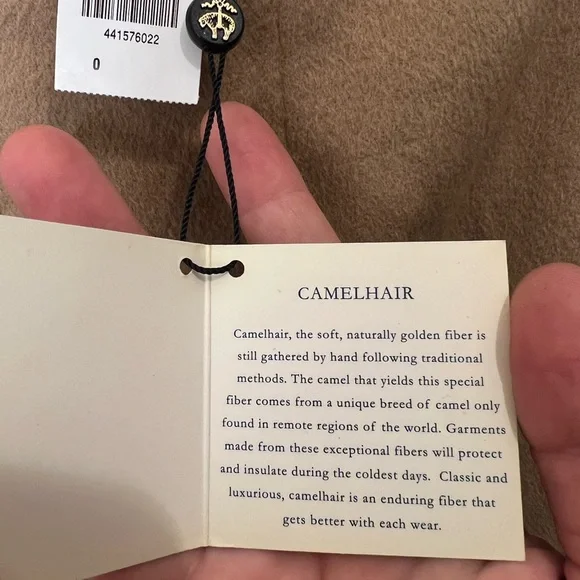 441576022
0
CAMELHAIR
Camelhair, the soft, naturally golden fiber is
still gathered by hand following traditional
methods. The camel that yields this special
fiber comes from a unique breed of camel only
found in remote regions of the world. Garments
made from these exceptional fibers will protect
and insulate during the coldest days. Classic and
luxurious, camelhair is an enduring fiber that
gets better with each wear.